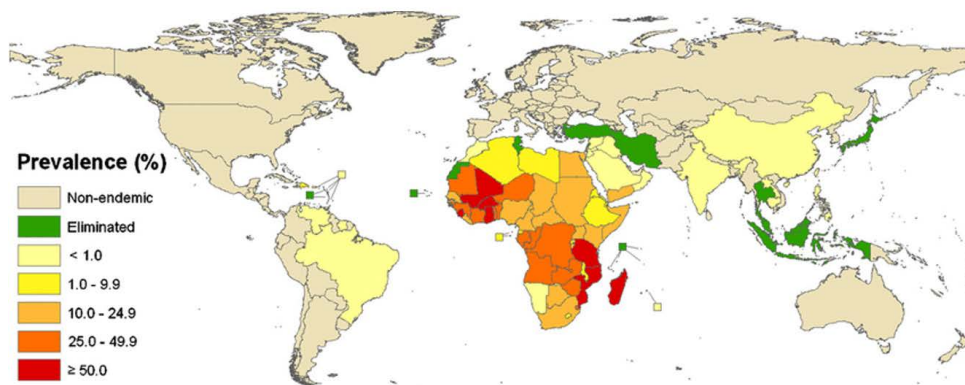 Prevalence (%)
Non-endemic
Eliminated
< 1.0
1.0 - 9.9
10.0 - 24.9
25.0 - 49.9
≥ 50.0